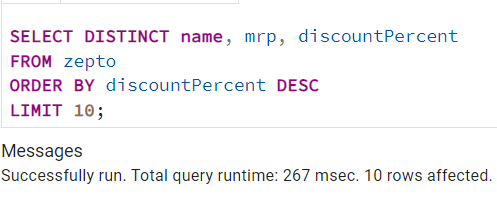 SELECT DISTINCT name, mrp, discountPercent
FROM zepto
ORDER BY discountPercent DESC
LIMIT 10;
Messages
Successfully run. Total query runtime: 267 msec. 10 rows affected.